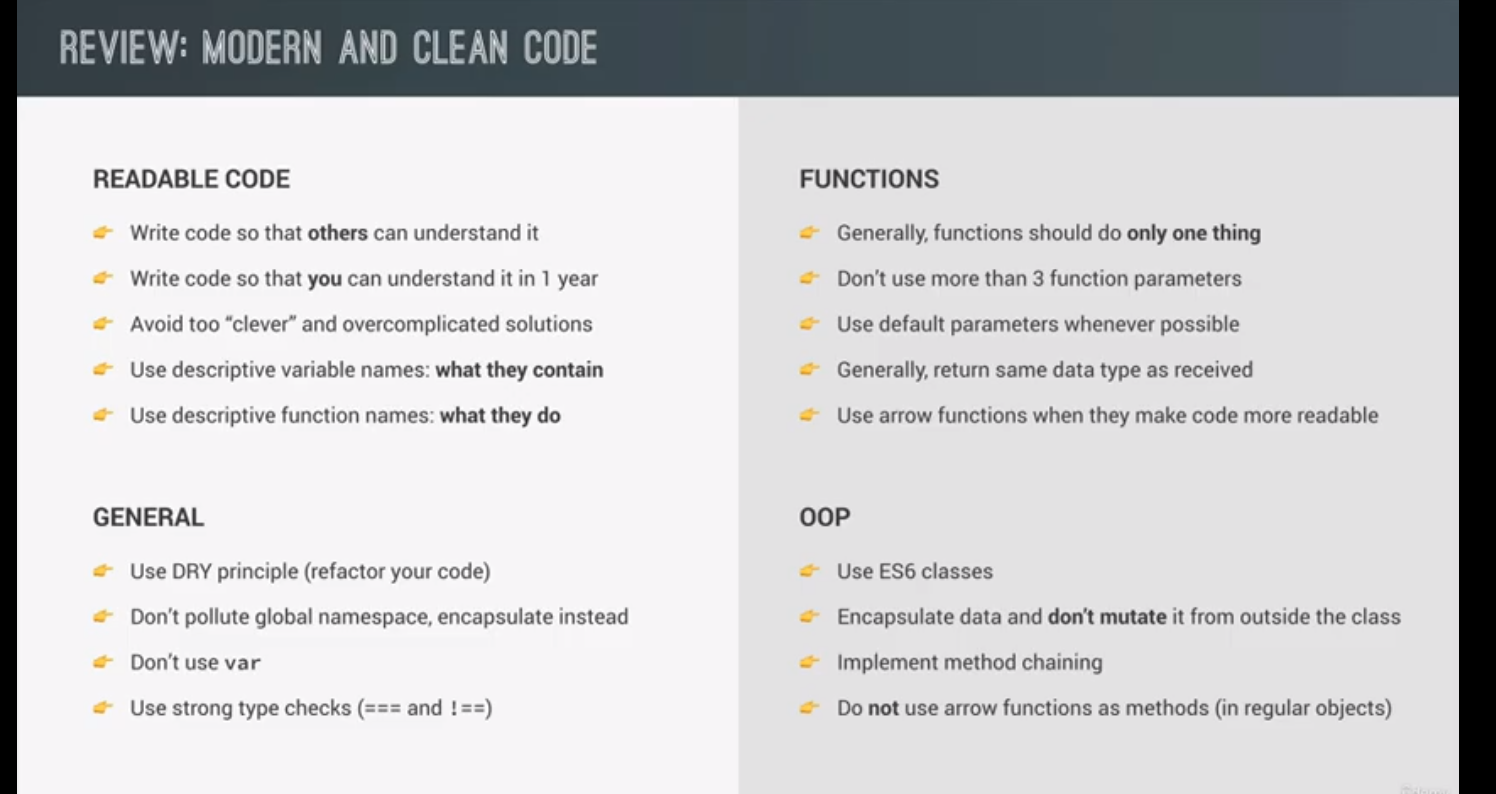 REVIEW: MODERN AND CLEAN CODE
READABLE CODE
👉 Write code so that others can understand it
👉 Write code so that you can understand it in 1 year
👉 Avoid too “clever” and overcomplicated solutions
👉 Use descriptive variable names: what they contain
👉 Use descriptive function names: what they do
GENERAL
👉 Use DRY principle (refactor your code)
👉 Don’t pollute global namespace, encapsulate instead
👉 Don’t use var
👉 Use strong type checks (=== and !==)
FUNCTIONS
👉 Generally, functions should do only one thing
👉 Don’t use more than 3 function parameters
👉 Use default parameters whenever possible
👉 Generally, return same data type as received
👉 Use arrow functions when they make code more readable
OOP
👉 Use ES6 classes
👉 Encapsulate data and don’t mutate it from outside the class
👉 Implement method chaining
👉 Do not use arrow functions as methods (in regular objects)